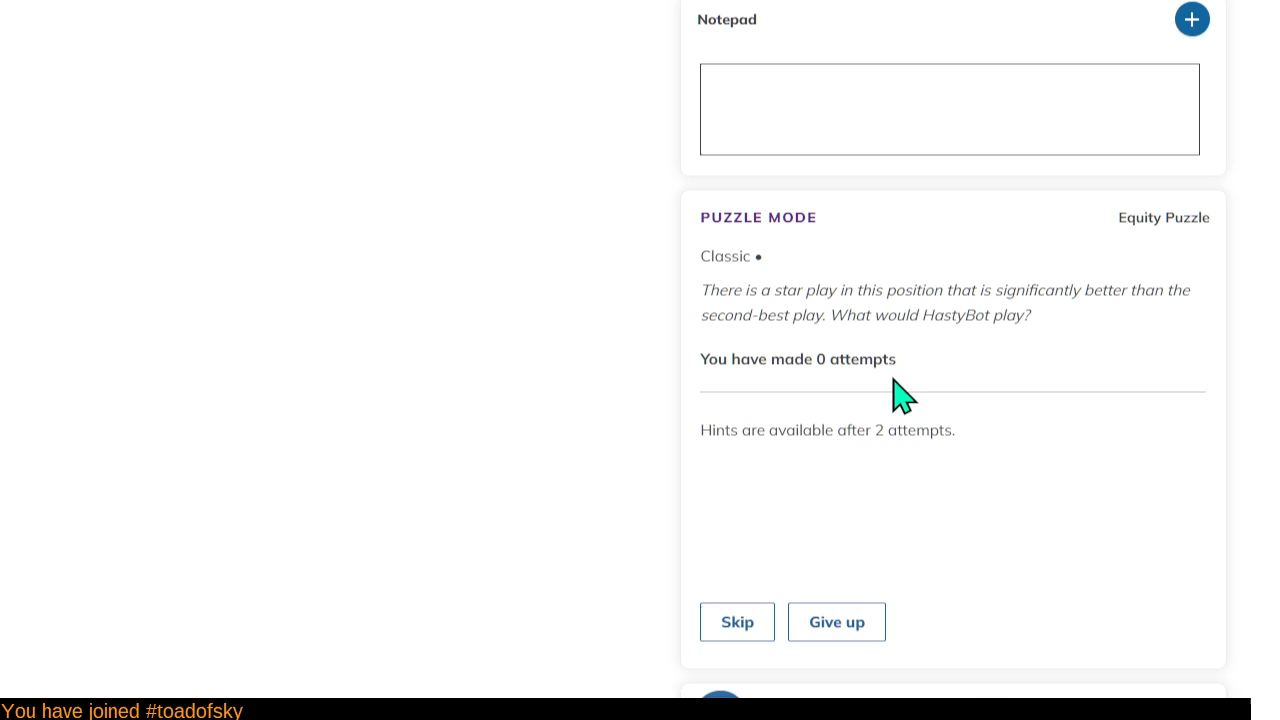 Notepad
PUZZLE MODE
Equity Puzzle
Classic •
There is a star play in this position that is significantly better than the
second-best play. What would HastyBot play?
You have made 0 attempts
Hints are available after 2 attempts.
Skip
Give up
You have joined #toadofsky